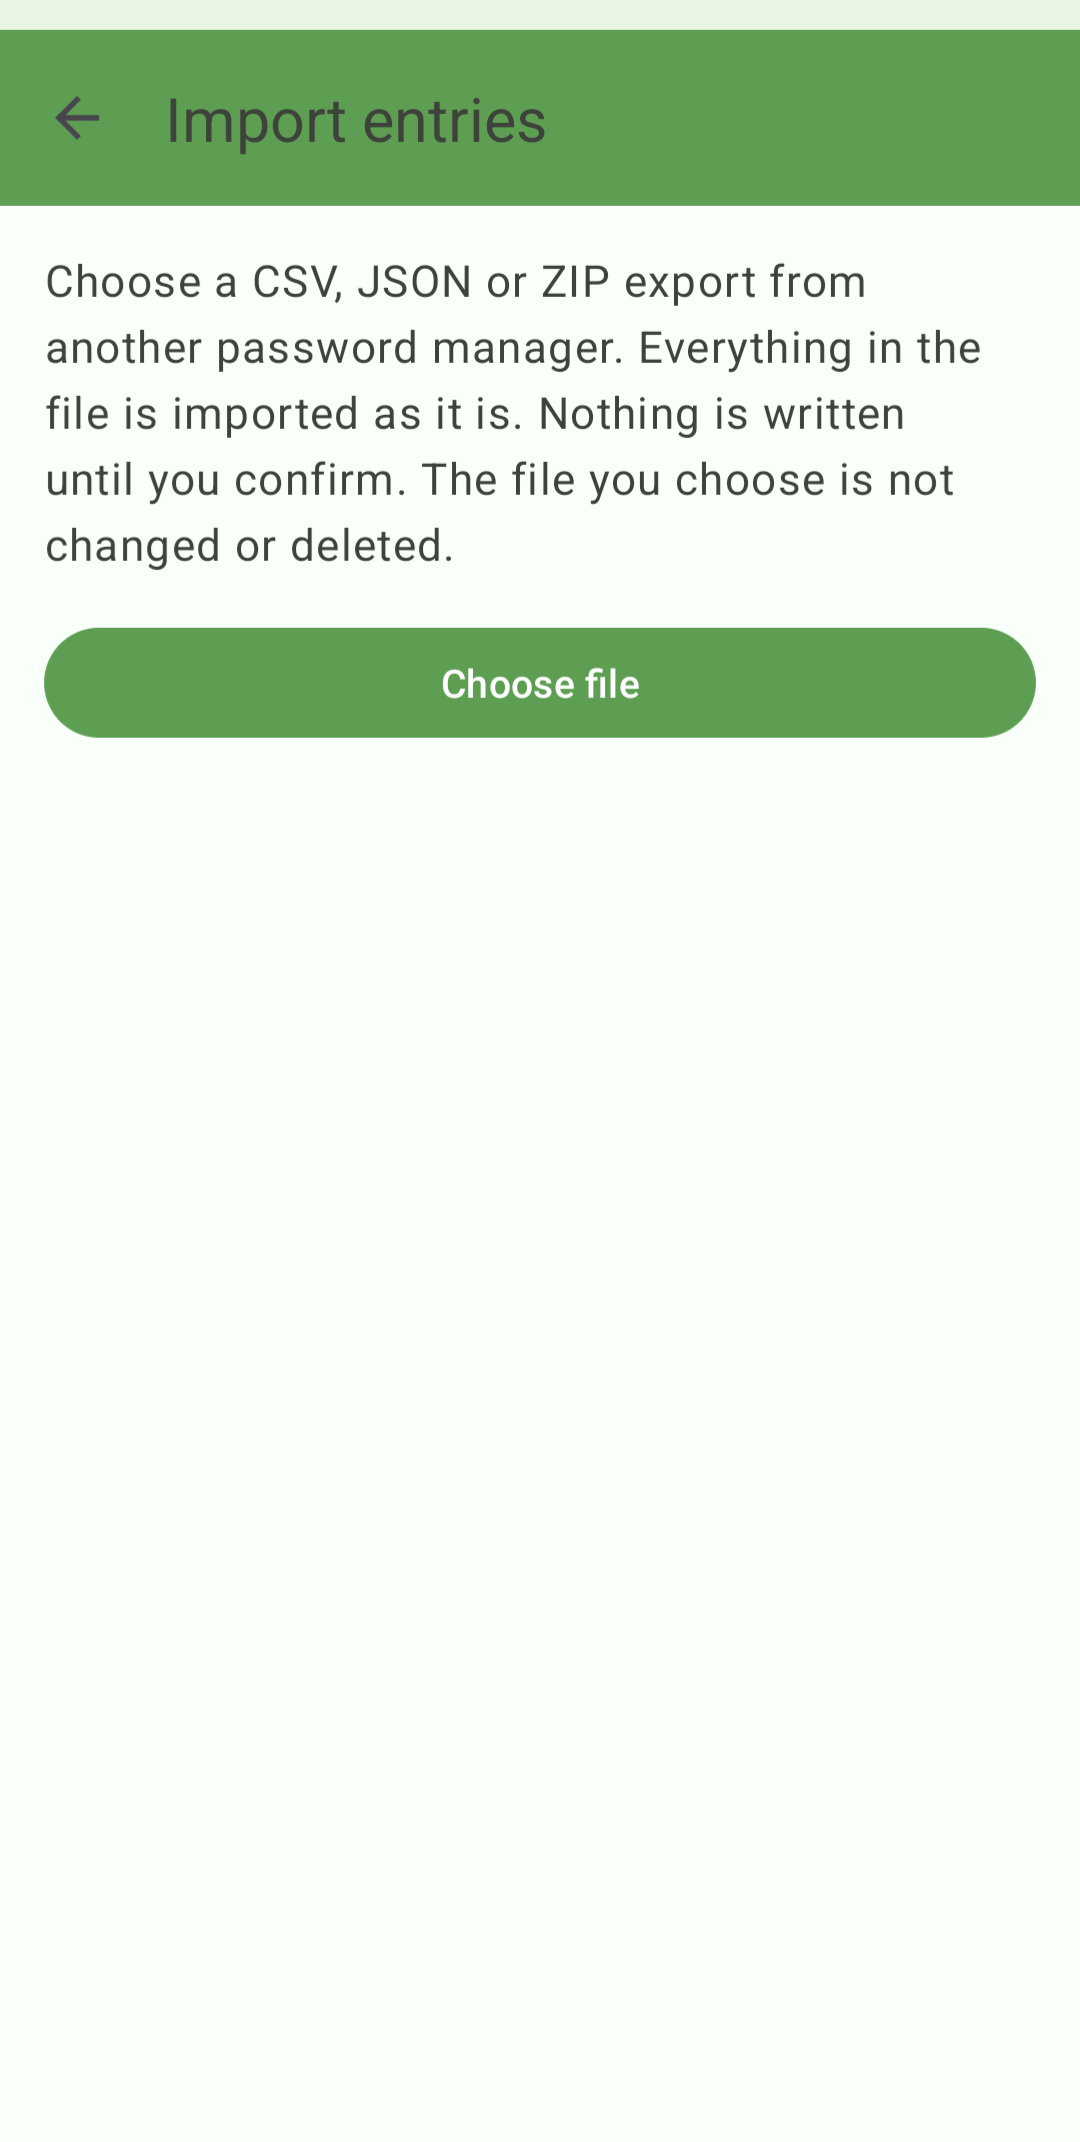 Import entries
Choose a CSV, JSON or ZIP export from
another password manager. Everything in the
file is imported as it is. Nothing is written
until you confirm. The file you choose is not
changed or deleted.
Choose file